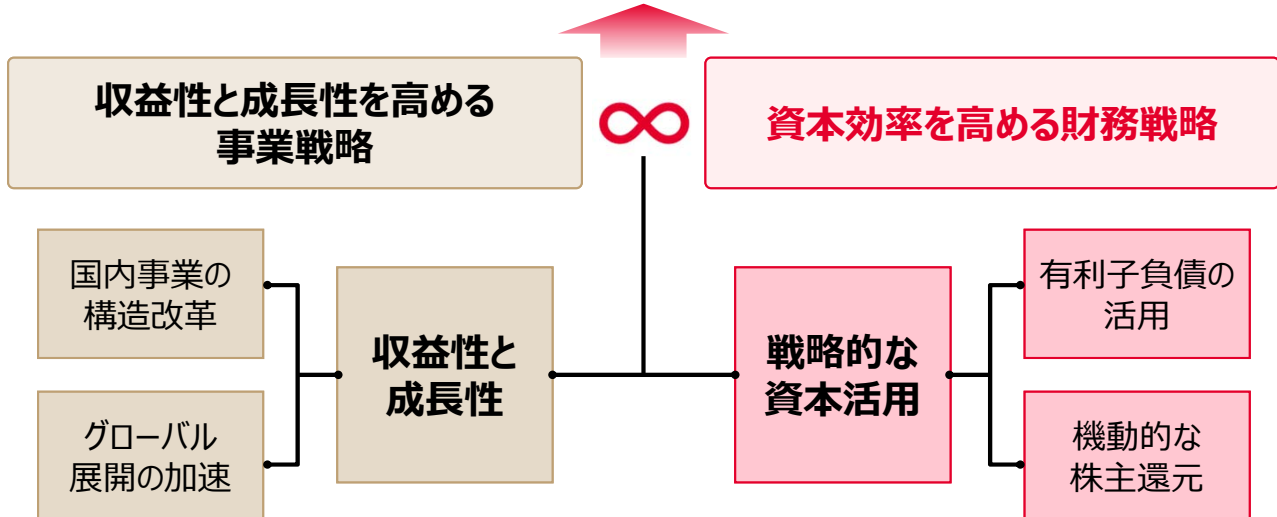 収益性と成長性を高める
事業戦略
資本効率を高める財務戦略
国内事業の
構造改革
グローバル
展開の加速
収益性と
成長性
戦略的な
資本活用
有利子負債の
活用
機動的な
株主還元